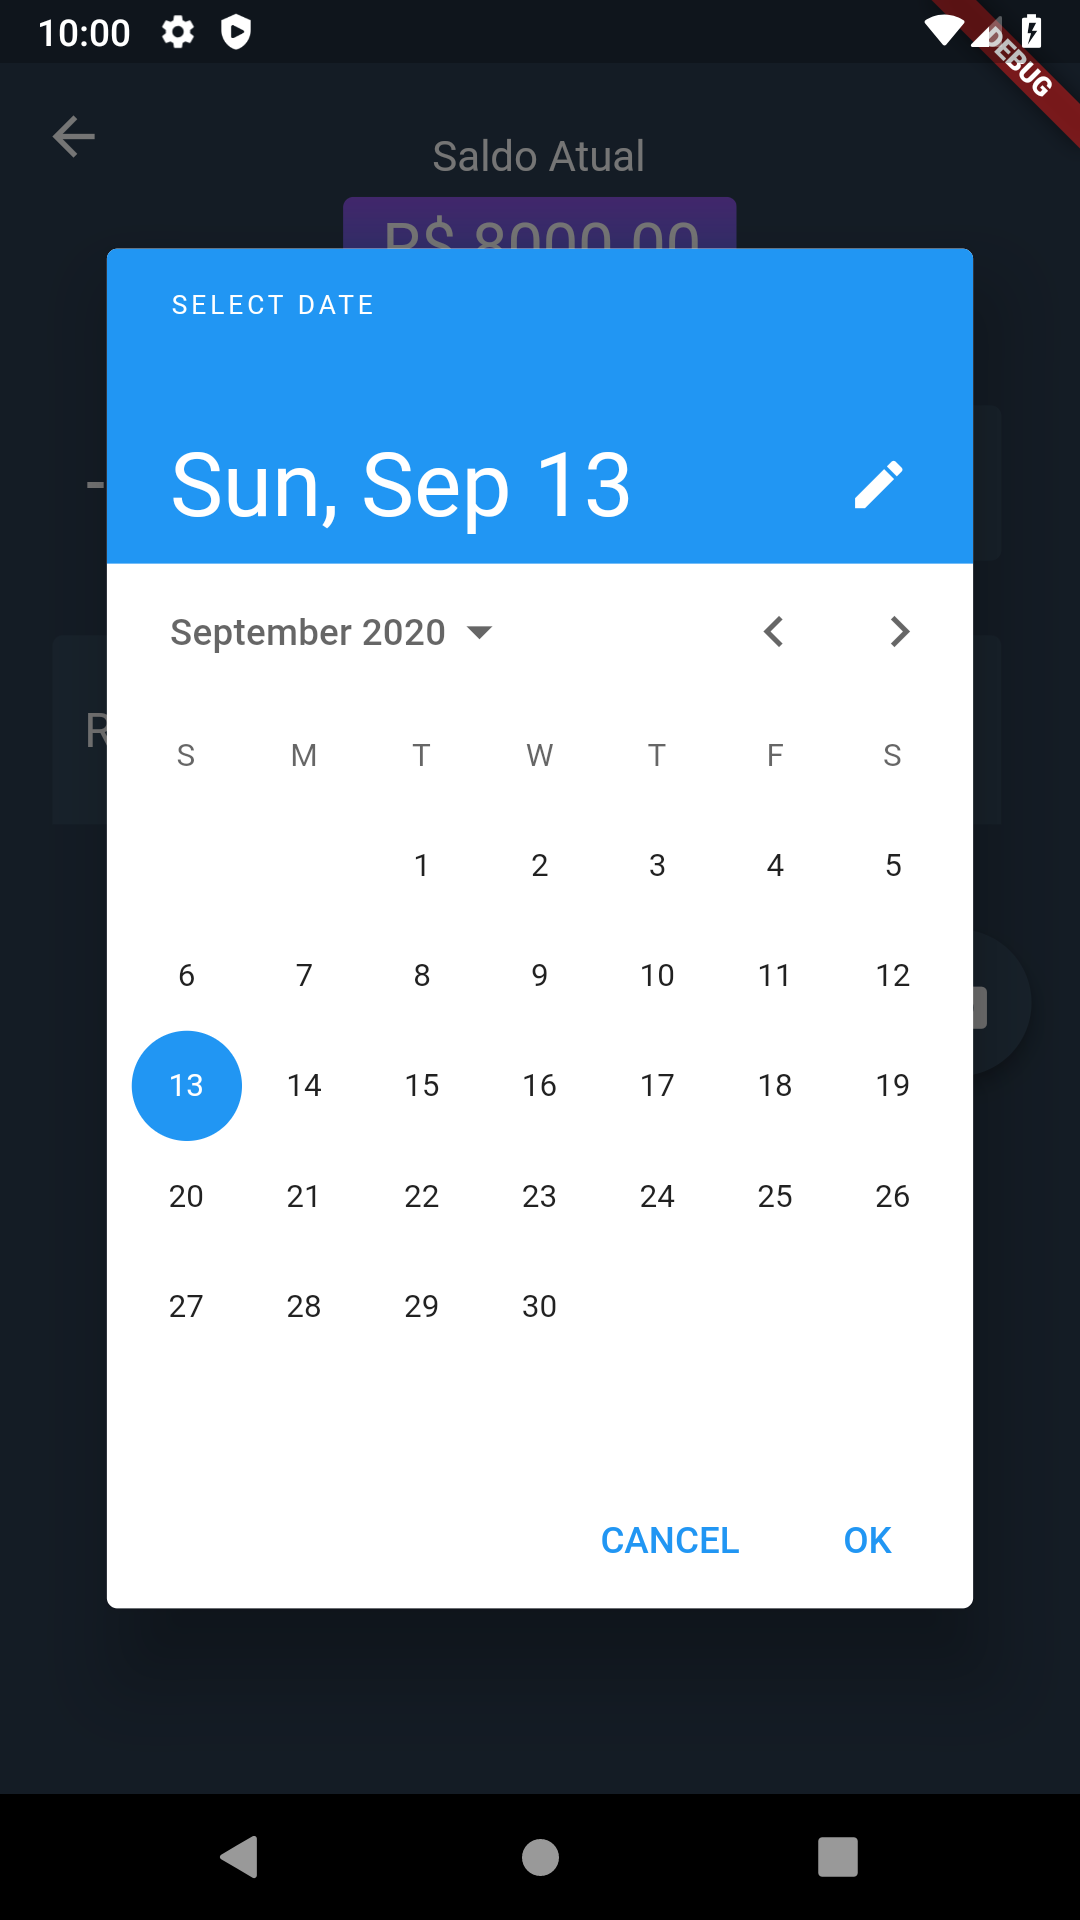 10:00
DEBUG
Saldo Atual
R$ 8000.00
SELECT DATE
-
Sun, Sep 13
September 2020
R
S M T W T F S
1 2 3 4 5
6 7 8 9 10 11 12
13 14 15 16 17 18 19
20 21 22 23 24 25 26
27 28 29 30
CANCEL OK